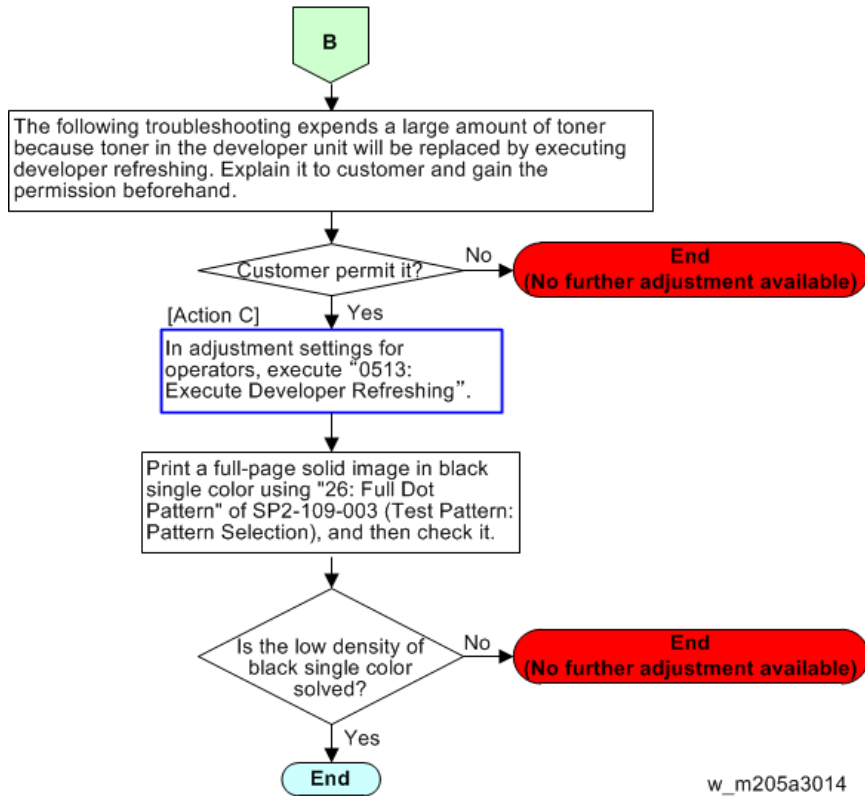 B
The following troubleshooting expends a large amount of toner
because toner in the developer unit will be replaced by executing
developer refreshing. Explain it to customer and gain the
permission beforehand.
Customer permit it?
No
End
(No further adjustment available)
[Action C]
Yes
In adjustment settings for
operators, execute “0513:
Execute Developer Refreshing”.
Print a full-page solid image in black
single color using "26: Full Dot
Pattern" of SP2-109-003 (Test Pattern:
Pattern Selection), and then check it.
Is the low density of
black single color
solved?
No
End
(No further adjustment available)
Yes
End
w_m205a3014